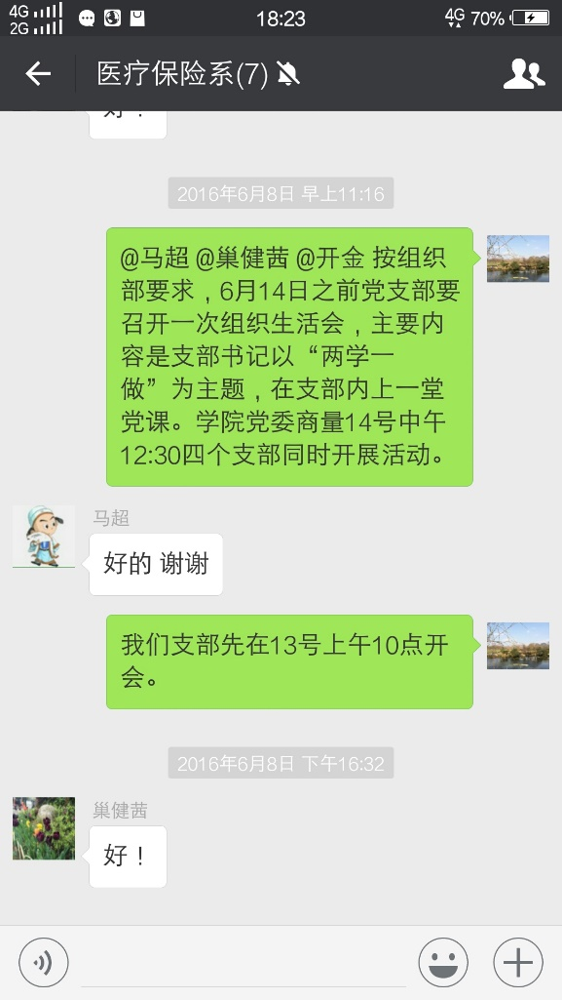 4G
2G
18:23
4G 70%
医疗保险系(7)
好！
2016年6月8日 早上11:16
@马超 @巢健茜 @开金 按组织
部要求，6月14日之前党支部要
召开一次组织生活会，主要内
容是支部书记以“两学一
做”为主题，在支部内上一堂
党课。学院党委商量14号中午
12:30四个支部同时开展活动。
马超
好的 谢谢
我们支部先在13号上午10点开
会。
2016年6月8日 下午16:32
巢健茜
好！